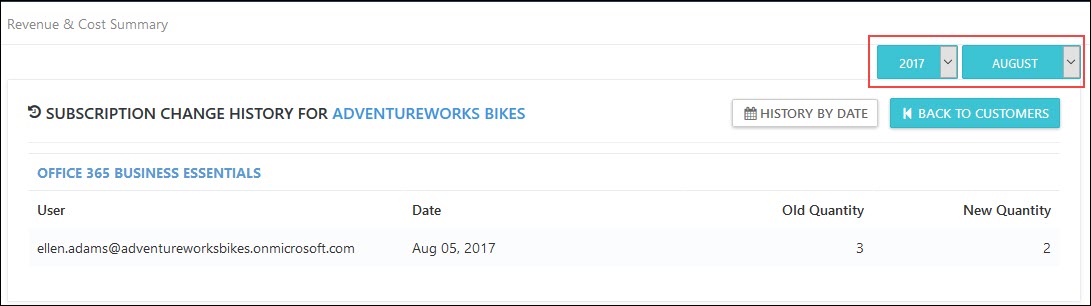 Revenue & Cost Summary
2017 AUGUST
SUBSCRIPTION CHANGE HISTORY FOR ADVENTUREWORKS BIKES HISTORY BY DATE BACK TO CUSTOMERS
OFFICE 365 BUSINESS ESSENTIALS
User Date Old Quantity New Quantity
ellen.adams@adventureworksbikes.onmicrosoft.com Aug 05, 2017 3 2